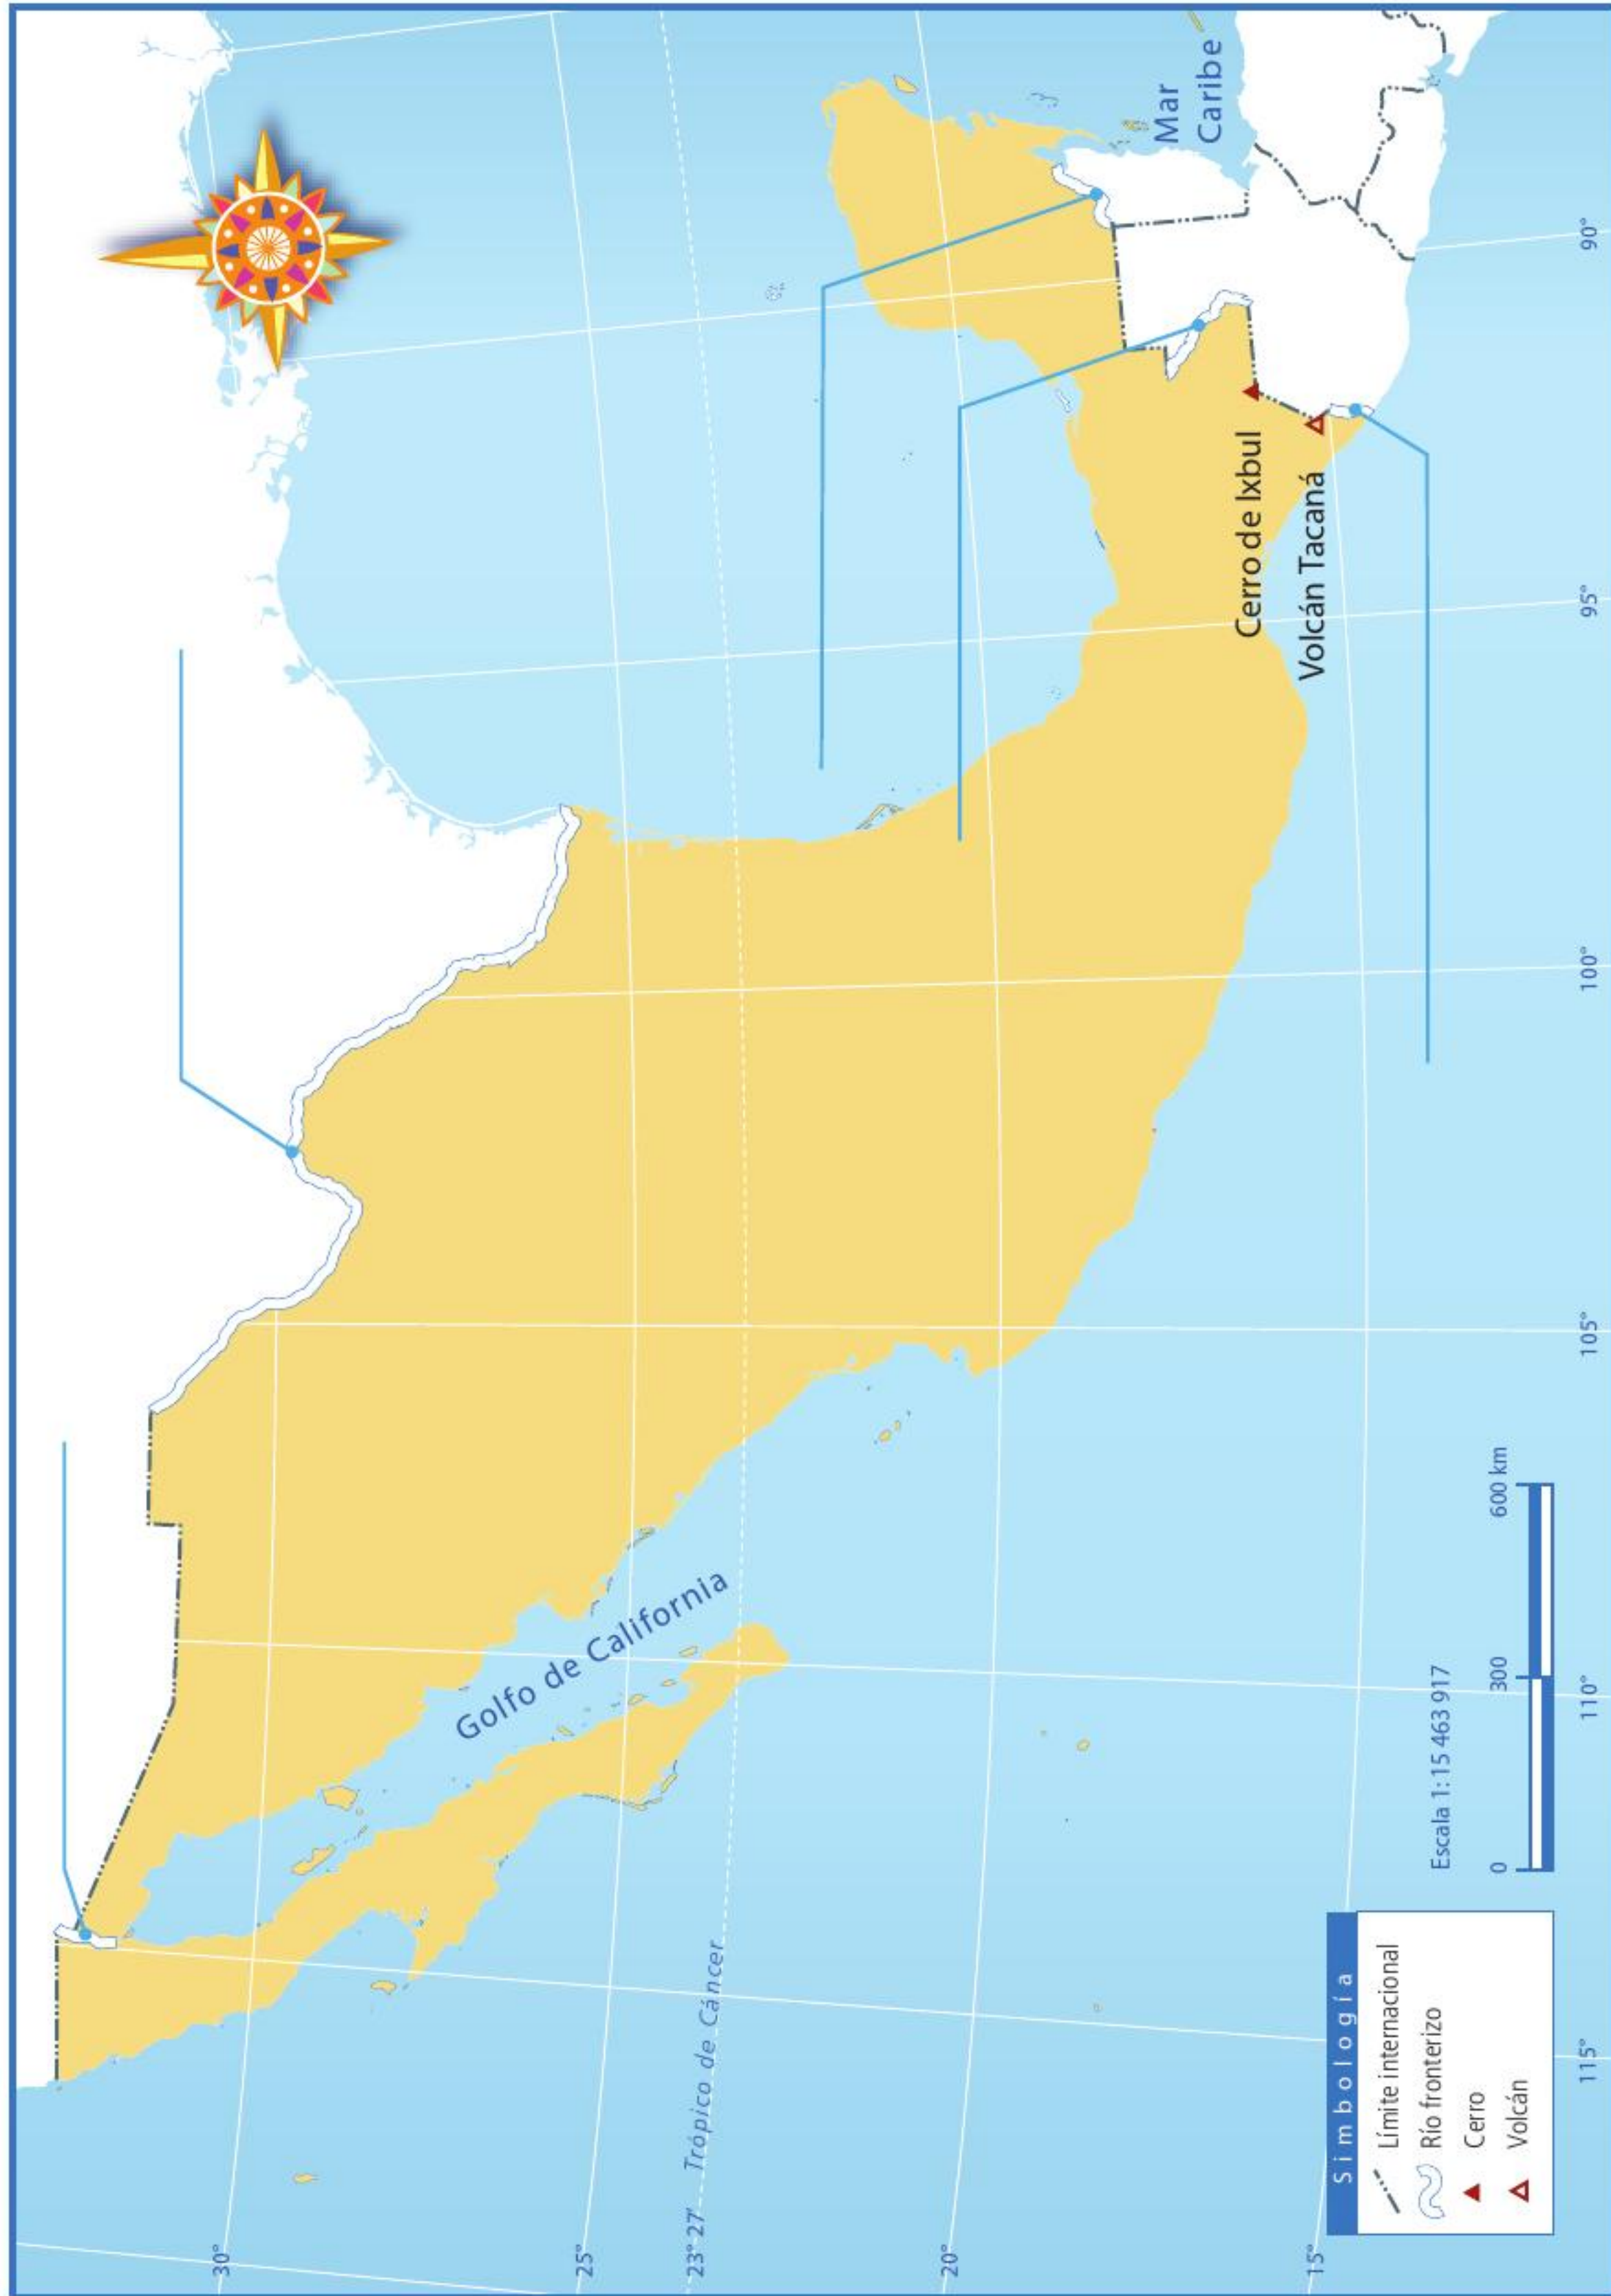 Mar
Caribe
Cerro de Ixbul
Volcán Tacaná
Golfo de California
Trópico de Cáncer
30°
25°
23° 27'
20°
15°
115°
110°
105°
100°
95°
90°
Simbología
Límite internacional
Río fronterizo
Cerro
Volcán
Escala 1: 15 463 917
0
300
600 km